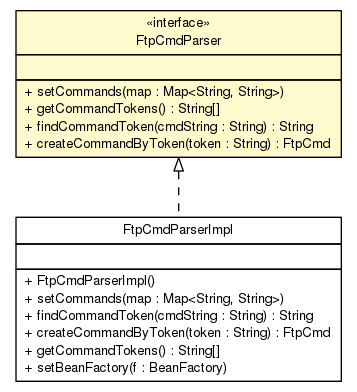 «interface»
FtpCmdParser
+ setCommands(map : Map<String, String>)
+ getCommandTokens() : String[]
+ findCommandToken(cmdString : String) : String
+ createCommandByToken(token : String) : FtpCmd
FtpCmdParserImpl
+ FtpCmdParserImpl()
+ setCommands(map : Map<String, String>)
+ findCommandToken(cmdString : String) : String
+ createCommandByToken(token : String) : FtpCmd
+ getCommandTokens() : String[]
+ setBeanFactory(f : BeanFactory)